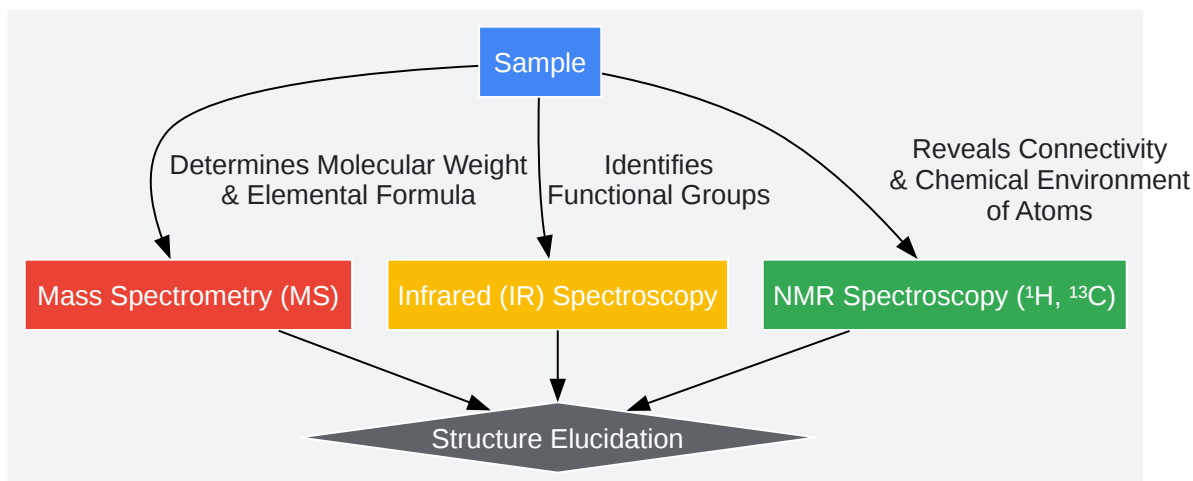 Sample
Determines Molecular Weight
& Elemental Formula
Identifies
Functional Groups
Reveals Connectivity
& Chemical Environment
of Atoms
Mass Spectrometry (MS)
Infrared (IR) Spectroscopy
NMR Spectroscopy (¹H, ¹³C)
Structure Elucidation